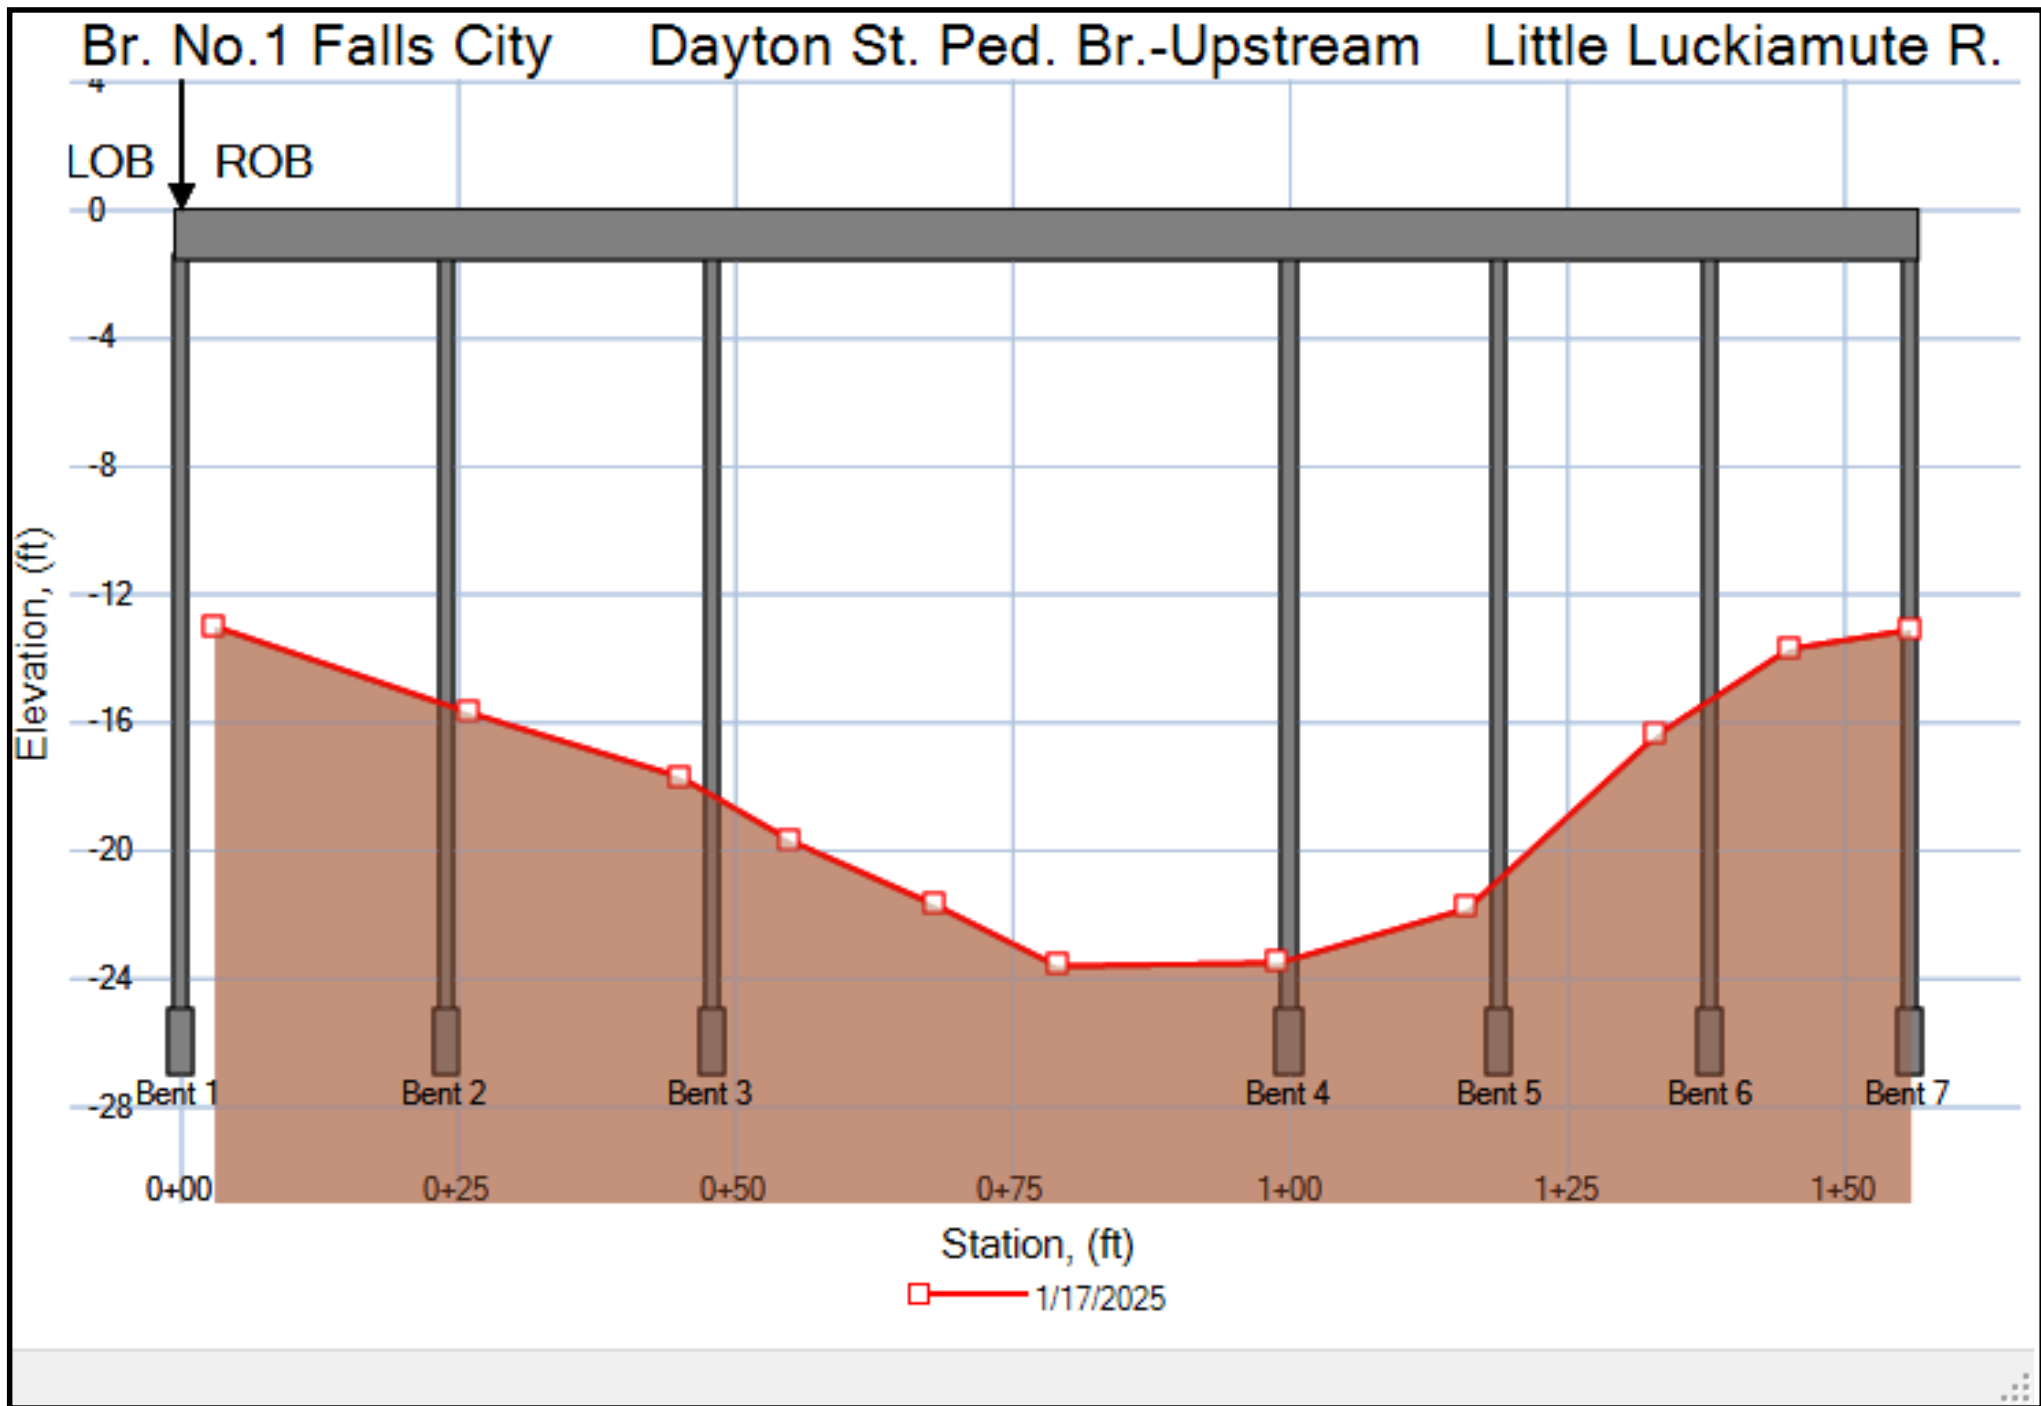 Br. No.1 Falls City Dayton St. Ped. Br.-Upstream Little Luckiamute R.
4
LOB ROB
0
-4
-8
-12
-16
-20
-24
-28
Elevation, (ft)
Bent 1 Bent 2 Bent 3 Bent 4 Bent 5 Bent 6 Bent 7
0+00 0+25 0+50 0+75 1+00 1+25 1+50
Station, (ft)
1/17/2025